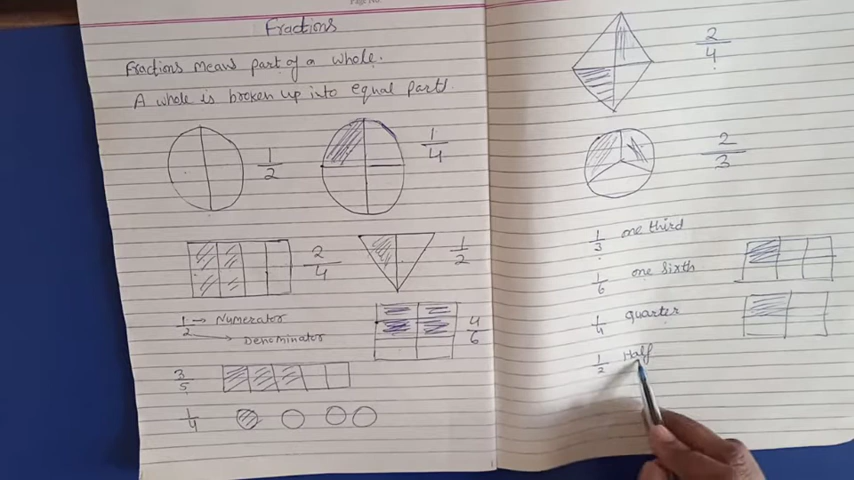 Fractions
Fractions means part of a whole.
A whole is broken up into equal parts.
1/2
1/4
2/4
1/2
1/2 → Numerator
→ Denominator
4/6
3/5
1/4
2/4
2/3
1/3 one third
1/6 one sixth
1/4 quarter
1/2 Half